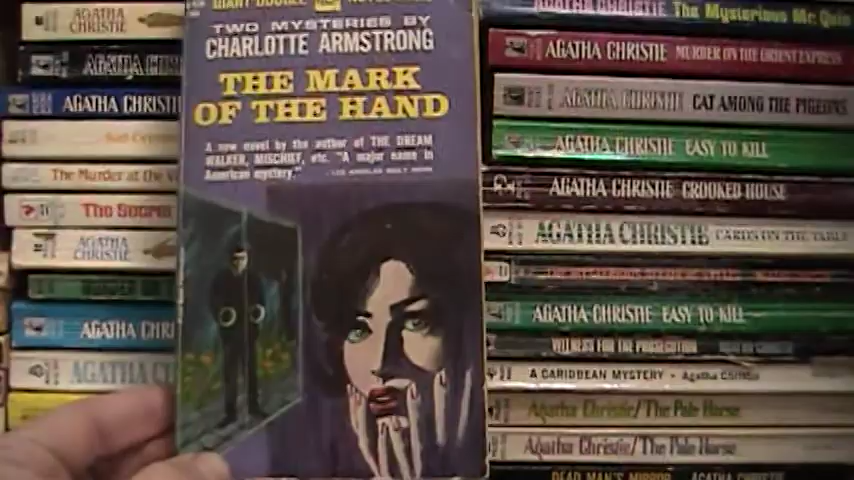 AGATHA CHRISTIE
AGATHA
AGATHA CHRISTIE
The Murder at the
The Secret
AGATHA CHRISTIE
AGATHA
AGATHA
GIANT DOUBLE
TWO MYSTERIES BY
CHARLOTTE ARMSTRONG
THE MARK
OF THE HAND
A new novel by the author of THE DREAM
WALKER, MISCHIEF, etc. "A major name in
American mystery."
AGATHA CHRISTIE The Mysterious Mr. Quin
AGATHA CHRISTIE MURDER ON THE ORIENT EXPRESS
AGATHA CHRISTIE CAT AMONG THE PIGEONS
AGATHA CHRISTIE EASY TO KILL
AGATHA CHRISTIE CROOKED HOUSE
AGATHA CHRISTIE CARDS ON THE TABLE
AGATHA CHRISTIE EASY TO KILL
WITNESS FOR THE PROSECUTION
A CARIBBEAN MYSTERY • Agatha Christie
Agatha Christie/The Pale Horse
Agatha Christie/The Pale Horse
DEAD MAN'S MIRROR AGATHA CHRISTIE